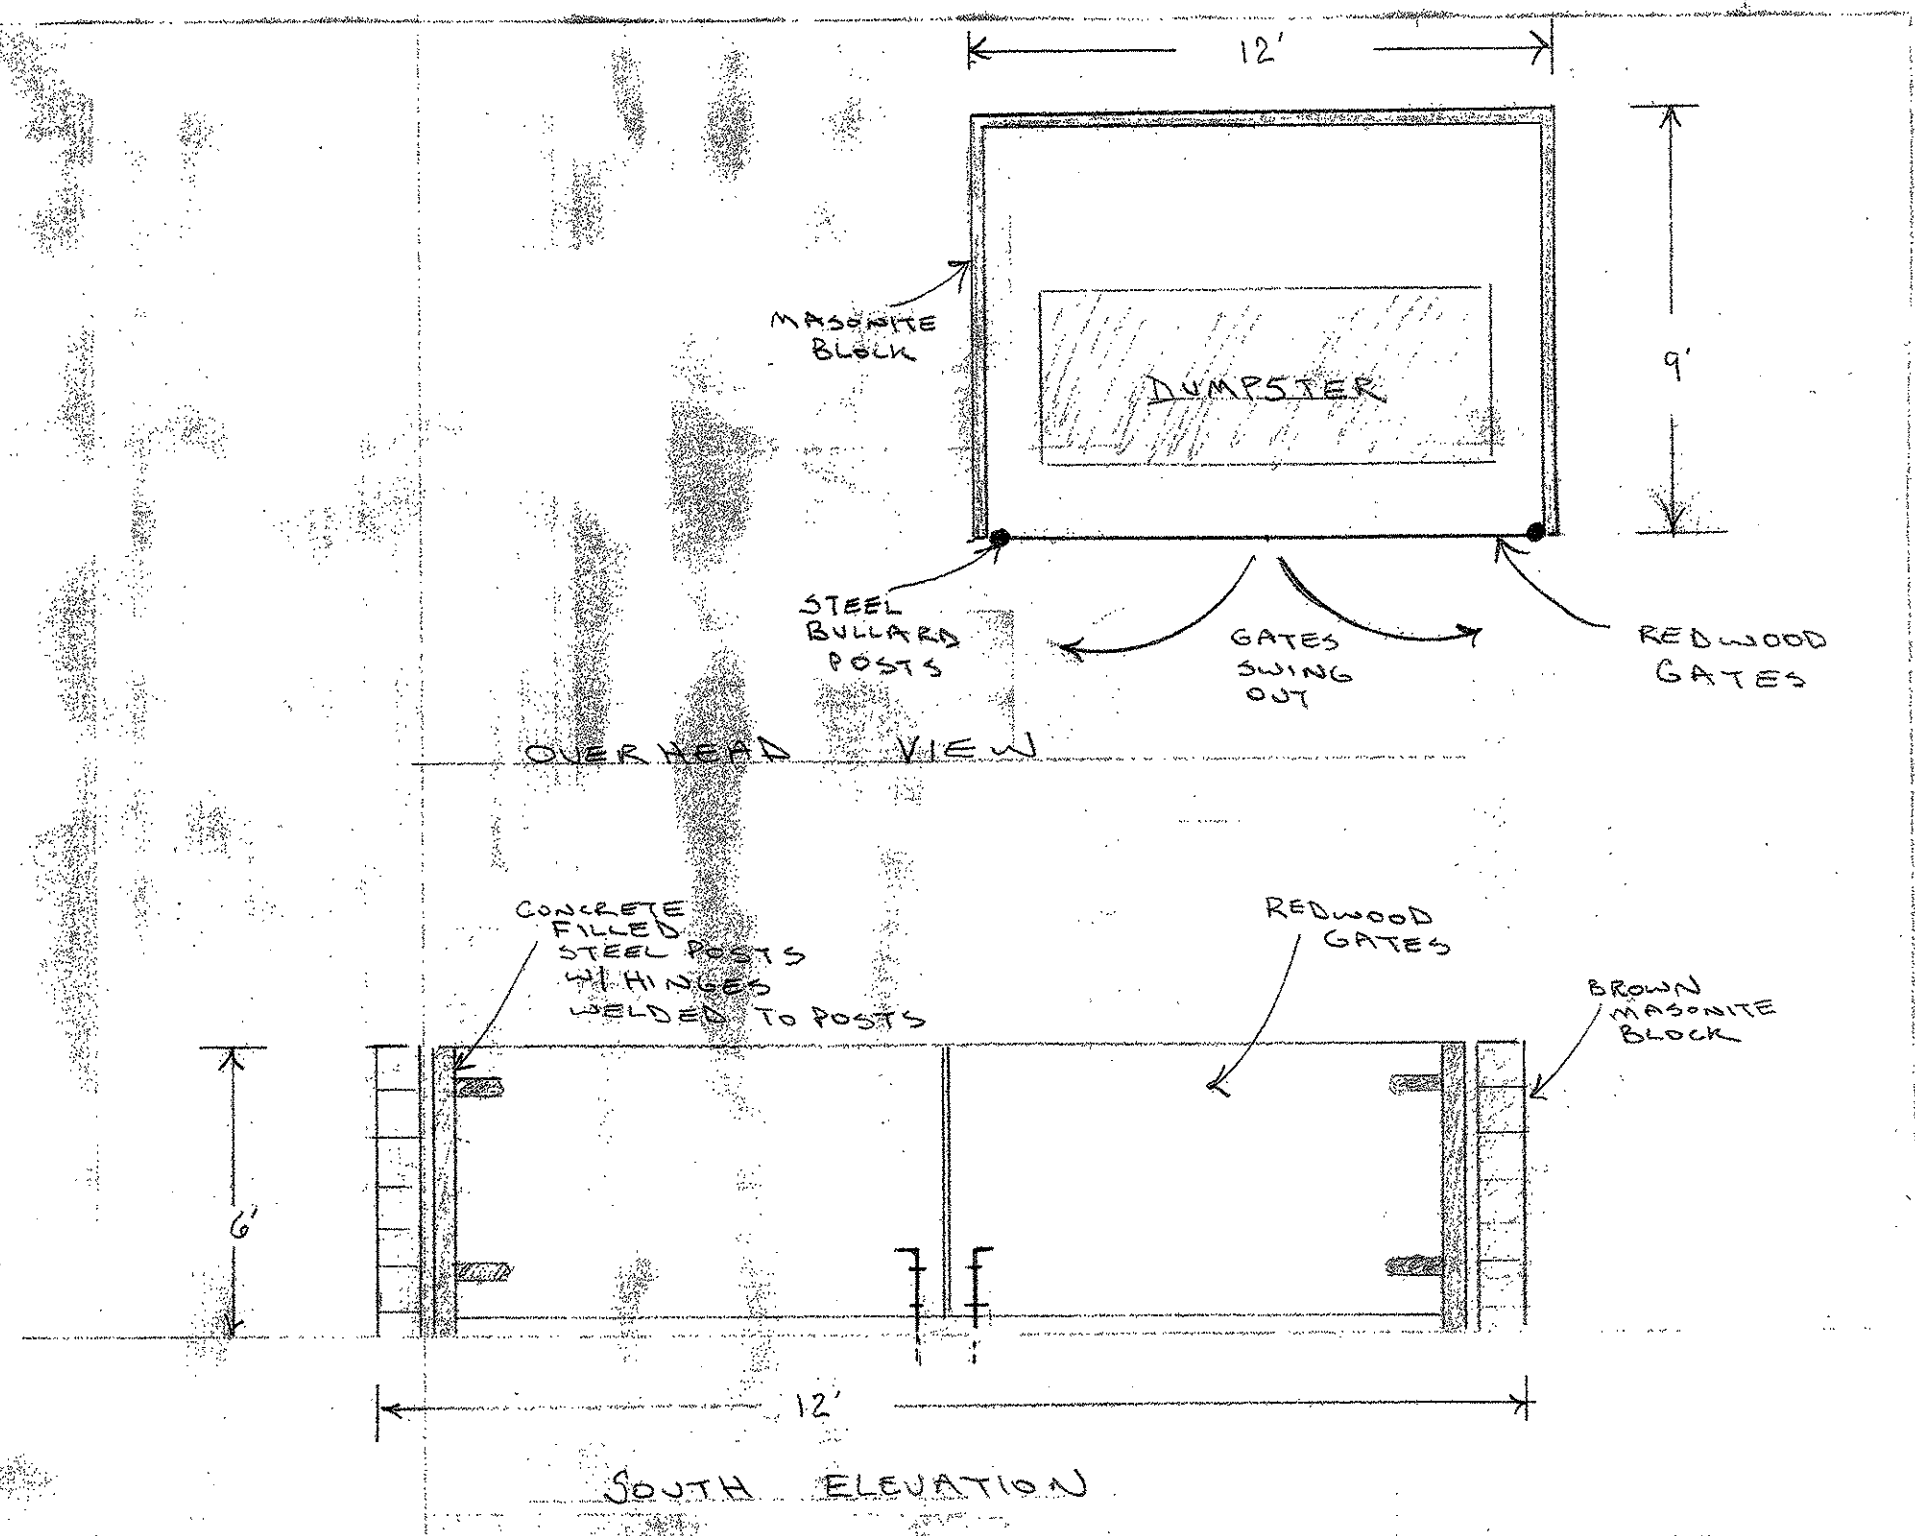 12'
MASONITE
BLOCK
DUMPSTER
9'
STEEL
BULLARD
POSTS
GATES
SWING
OUT
REDWOOD
GATES
OVERHEAD VIEW
CONCRETE
FILLED
STEEL POSTS
W/ HINGES
WELDED TO POSTS
REDWOOD
GATES
BROWN
MASONITE
BLOCK
6'
12'
SOUTH ELEVATION